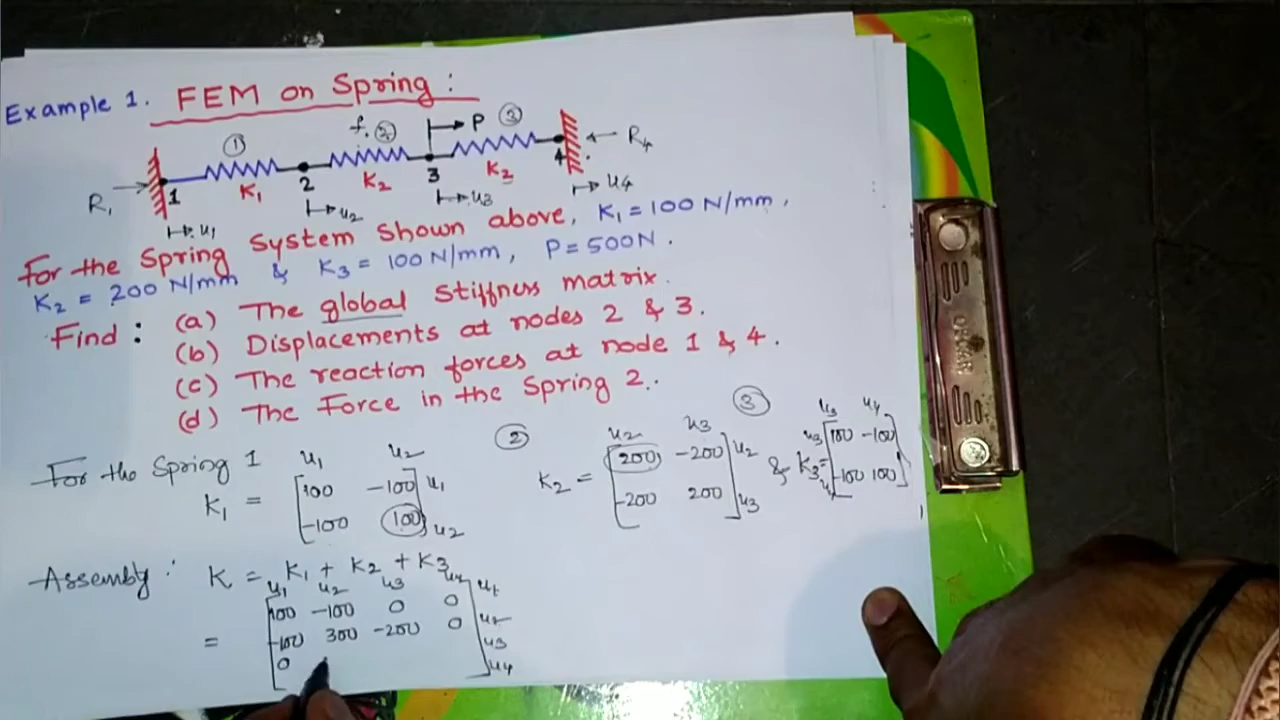 Example 1. FEM on Spring :
① f. ② P ③
R₁ 1 K₁ 2 K₂ 3 K₂ 4 R₄
u₁ u₂ u₃ u₄
For the Spring System Shown above, K₁ = 100 N/mm,
K₂ = 200 N/mm & K₃ = 100 N/mm, P = 500N.
Find : (a) The global Stiffness matrix.
(b) Displacements at nodes 2 & 3.
(c) The reaction forces at node 1 & 4.
(d) The Force in the Spring 2.
For the Spring 1 u₁ u₂ ② u₂ u₃ ③ u₃ u₄
K₁ = [100 -100] u₁ K₂ = [200 -200] u₂ & K₃ = u₃ [100 -100]
[-100 100] u₂ [-200 200] u₃ u₄ [-100 100]
Assembly : K = K₁ + K₂ + K₃
u₁ u₂ u₃ u₄
= [100 -100 0 0] u₁
-100 300 -200 0 u₂
0 u₃
u₄
ORCAR